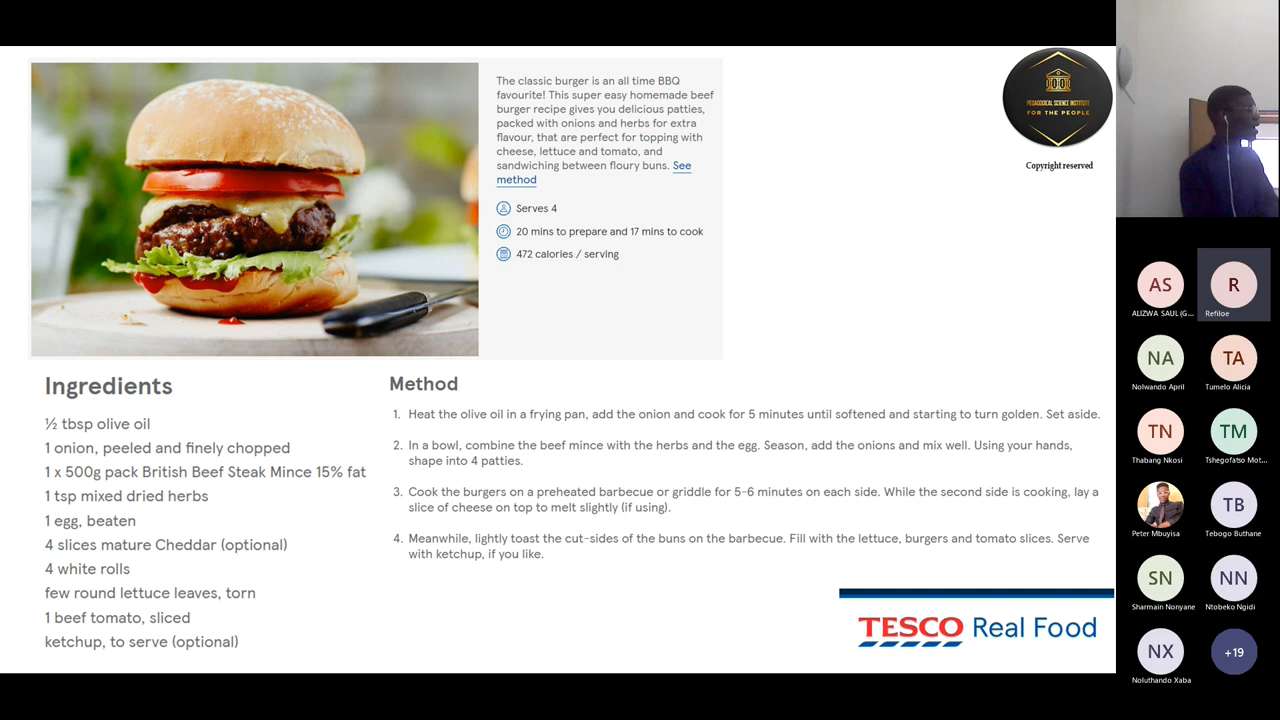 The classic burger is an all time BBQ
favourite! This super easy homemade beef
burger recipe gives you delicious patties,
packed with onions and herbs for extra
flavour, that are perfect for topping with
cheese, lettuce and tomato, and
sandwiching between floury buns. See
method
Serves 4
20 mins to prepare and 17 mins to cook
472 calories / serving
PEDAGOGICAL SCIENCE INSTITUTE
FOR THE PEOPLE
Copyright reserved
Ingredients
½ tbsp olive oil
1 onion, peeled and finely chopped
1 x 500g pack British Beef Steak Mince 15% fat
1 tsp mixed dried herbs
1 egg, beaten
4 slices mature Cheddar (optional)
4 white rolls
few round lettuce leaves, torn
1 beef tomato, sliced
ketchup, to serve (optional)
Method
1. Heat the olive oil in a frying pan, add the onion and cook for 5 minutes until softened and starting to turn golden. Set aside.
2. In a bowl, combine the beef mince with the herbs and the egg. Season, add the onions and mix well. Using your hands,
shape into 4 patties.
3. Cook the burgers on a preheated barbecue or griddle for 5-6 minutes on each side. While the second side is cooking, lay a
slice of cheese on top to melt slightly (if using).
4. Meanwhile, lightly toast the cut-sides of the buns on the barbecue. Fill with the lettuce, burgers and tomato slices. Serve
with ketchup, if you like.
TESCO Real Food
AS
ALIZWA SAUL (G...
R
Refiloe
NA
Nolwando April
TA
Tumelo Alicia
TN
Thabang Nkosi
TM
Tshegofatso Mot...
Peter Mbuyisa
TB
Tebogo Buthane
SN
Sharmain Nonyane
NN
Ntobeko Ngidi
NX
Noluthando Xaba
+19